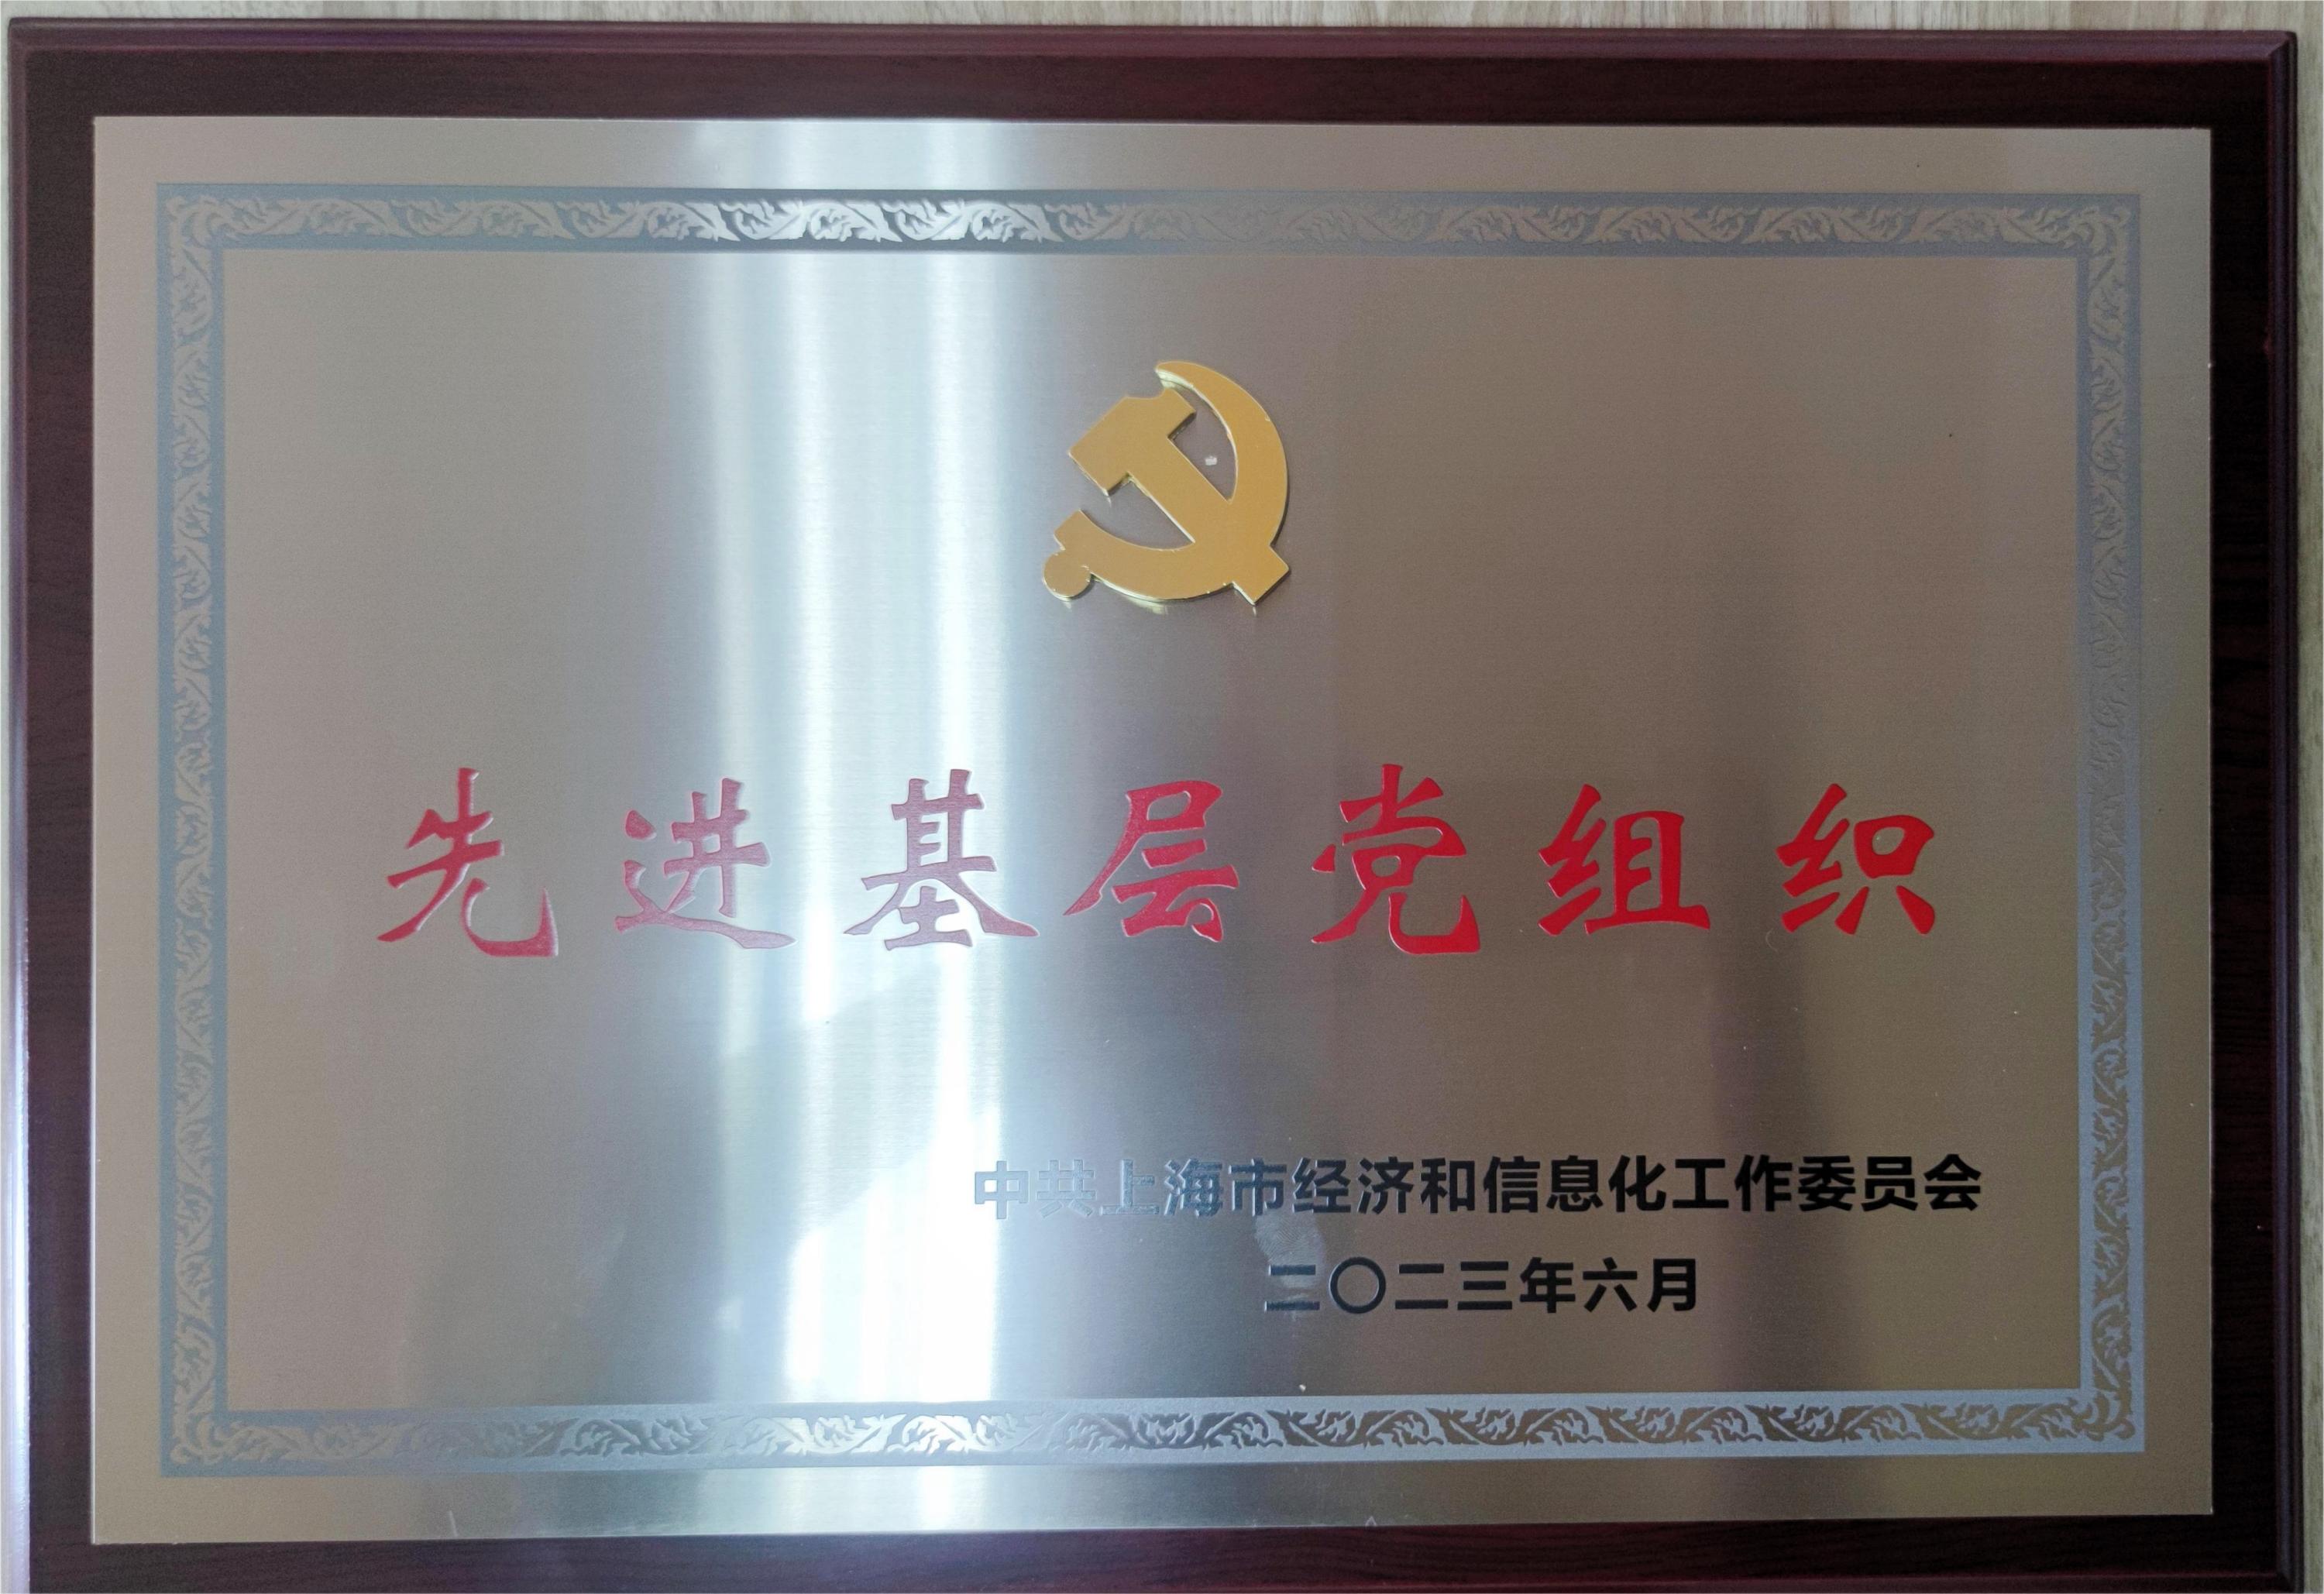 先进基层党组织
中共上海市经济和信息化工作委员会
二〇二三年六月